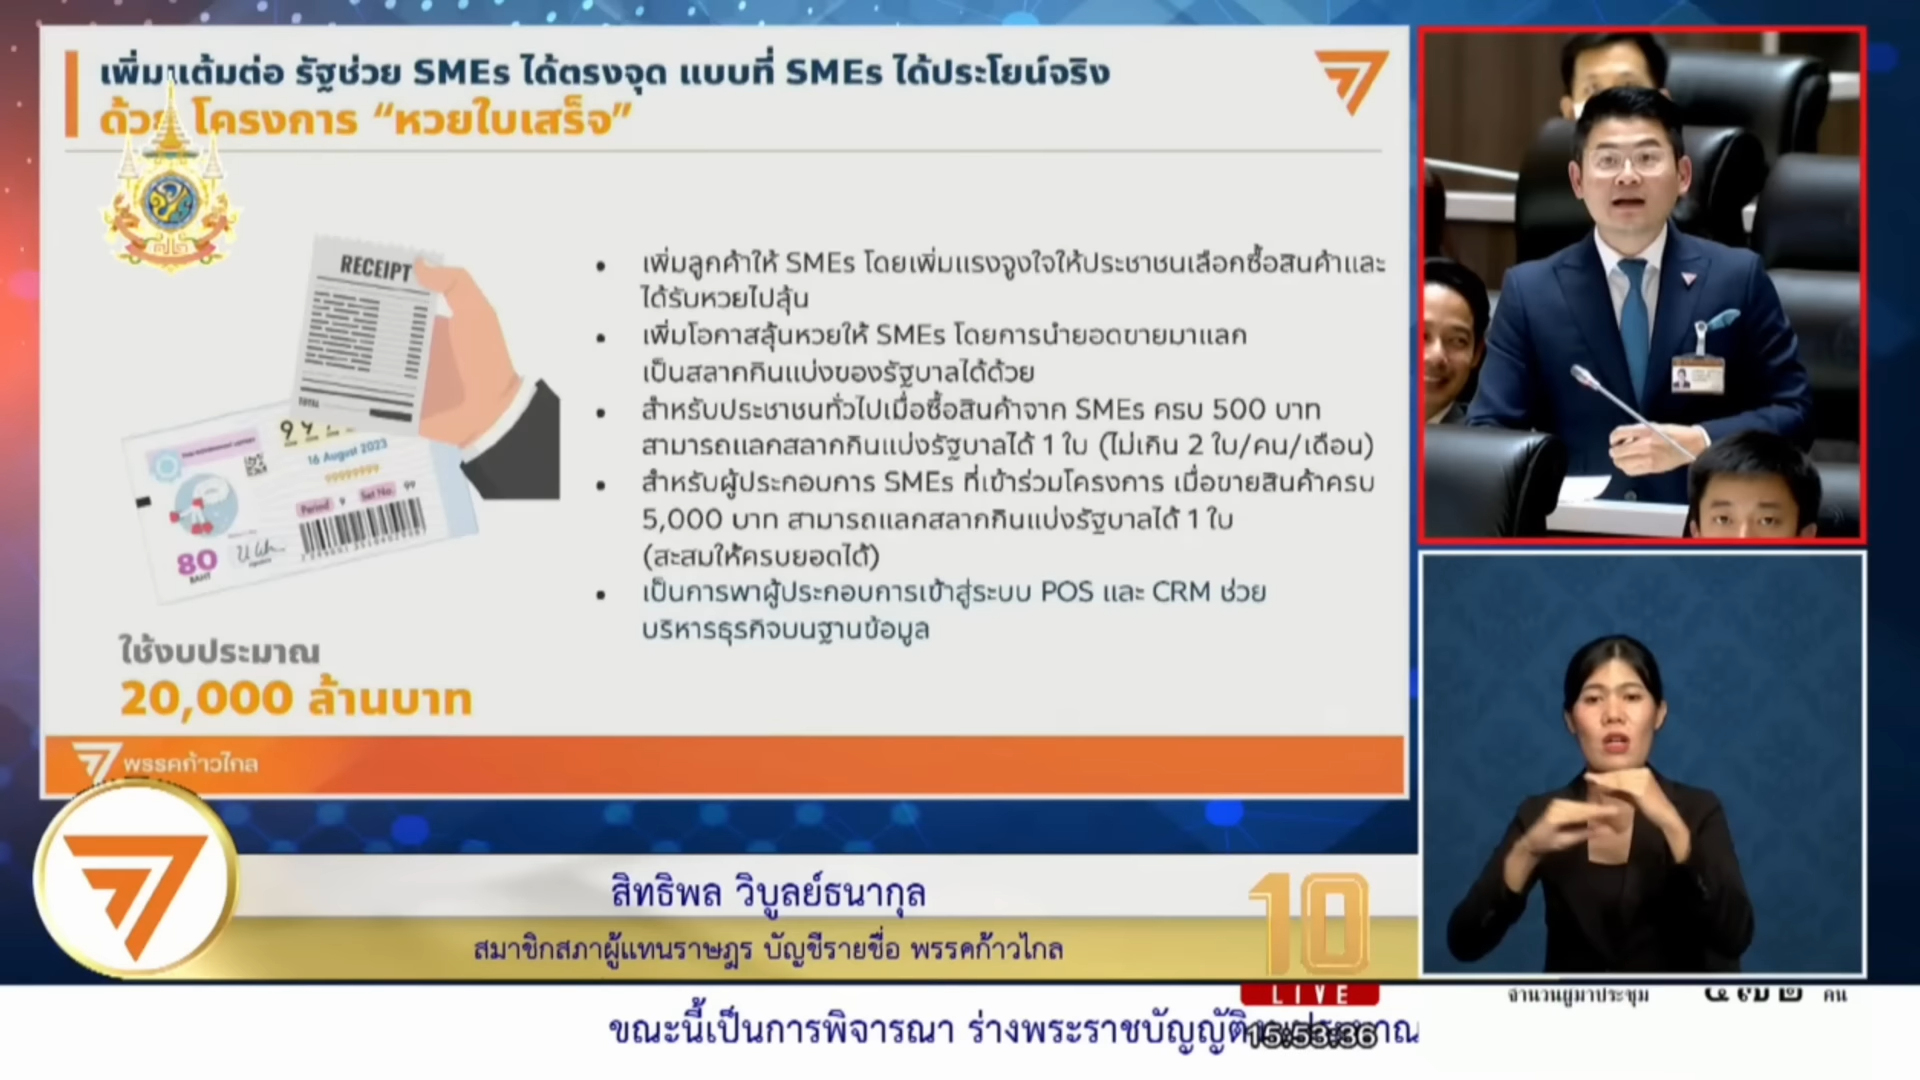 เพิ่มแต้มต่อ รัฐช่วย SMEs ได้ตรงจุด แบบที่ SMEs ได้ประโยชน์จริง
ด้วย โครงการ “หวยใบเสร็จ”
RECEIPT
TOTAL
16 August 2023
99999999
Period 9 Set No. 99
80
BAHT
เพิ่มลูกค้าให้ SMEs โดยเพิ่มแรงจูงใจให้ประชาชนเลือกซื้อสินค้าและ
ได้รับหวยไปลุ้น
เพิ่มโอกาสลุ้นหวยให้ SMEs โดยการนำยอดขายมาแลก
เป็นสลากกินแบ่งของรัฐบาลได้ด้วย
สำหรับประชาชนทั่วไปเมื่อซื้อสินค้าจาก SMEs ครบ 500 บาท
สามารถแลกสลากกินแบ่งรัฐบาลได้ 1 ใบ (ไม่เกิน 2 ใบ/คน/เดือน)
สำหรับผู้ประกอบการ SMEs ที่เข้าร่วมโครงการ เมื่อขายสินค้าครบ
5,000 บาท สามารถแลกสลากกินแบ่งรัฐบาลได้ 1 ใบ
(สะสมให้ครบยอดได้)
เป็นการพาผู้ประกอบการเข้าสู่ระบบ POS และ CRM ช่วย
บริหารธุรกิจบนฐานข้อมูล
ใช้งบประมาณ
20,000 ล้านบาท
พรรคก้าวไกล
สิทธิพล วิบูลย์ธนากุล
สมาชิกสภาผู้แทนราษฎร บัญชีรายชื่อ พรรคก้าวไกล
10
LIVE
15:53:36
จำนวนผู้มาประชุม ๔๗๒ คน
ขณะนี้เป็นการพิจารณา ร่างพระราชบัญญัติ